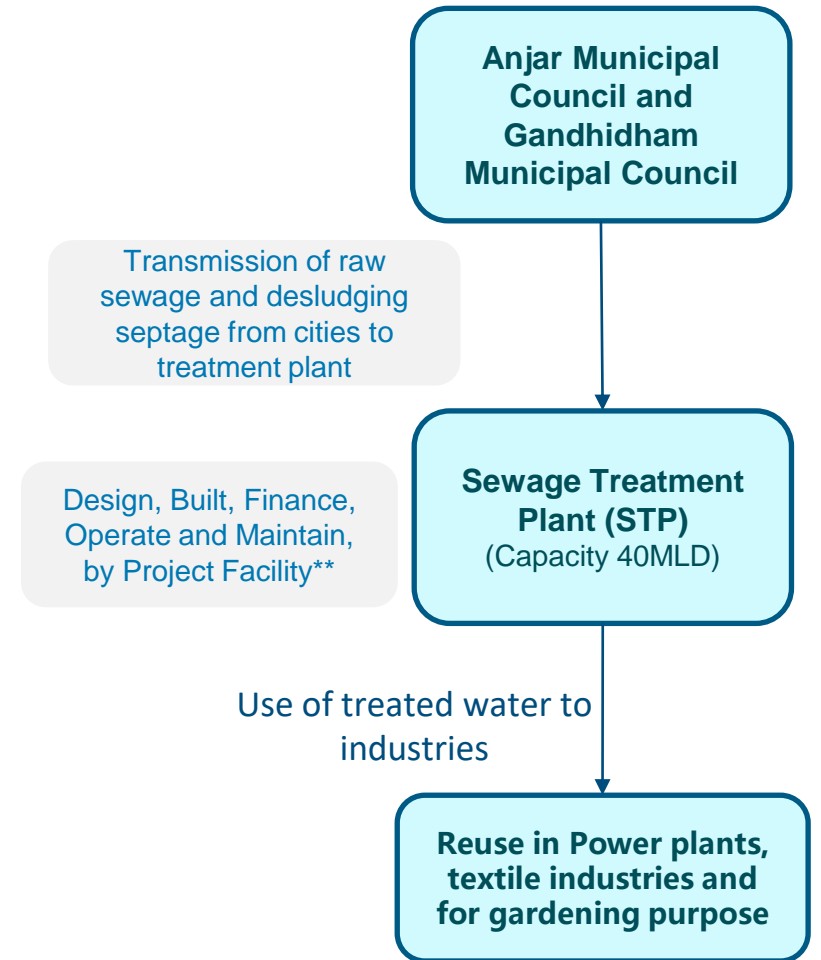 Anjar Municipal
Council and
Gandhidham
Municipal Council
Transmission of raw
sewage and desludging
septage from cities to
treatment plant
Sewage Treatment
Plant (STP)
(Capacity 40MLD)
Design, Built, Finance,
Operate and Maintain,
by Project Facility**
Use of treated water to
industries
Reuse in Power plants,
textile industries and
for gardening purpose